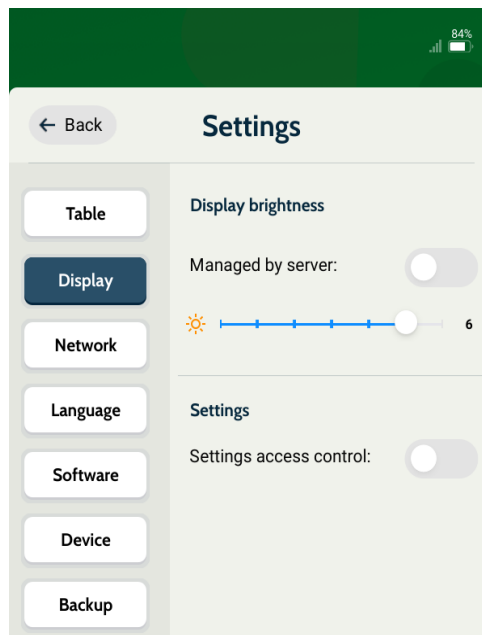 84%
← Back
Settings
Table
Display
Network
Language
Software
Device
Backup
Display brightness
Managed by server:
6
Settings
Settings access control: